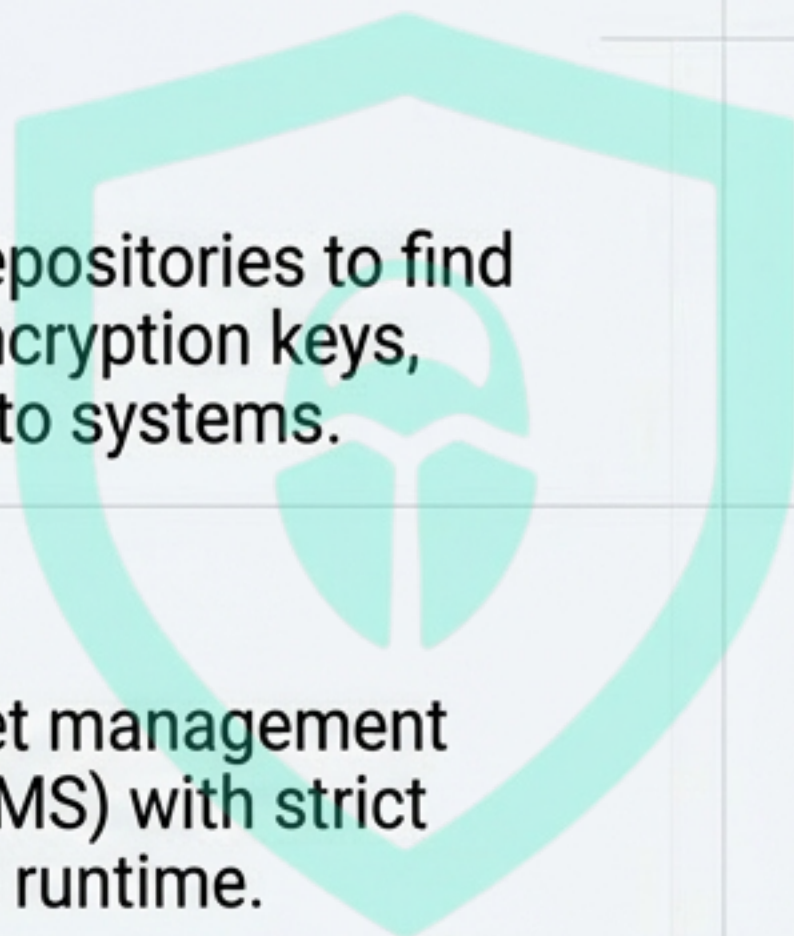 epositories to find
ncryption keys,
to systems.
et management
MS) with strict
runtime.